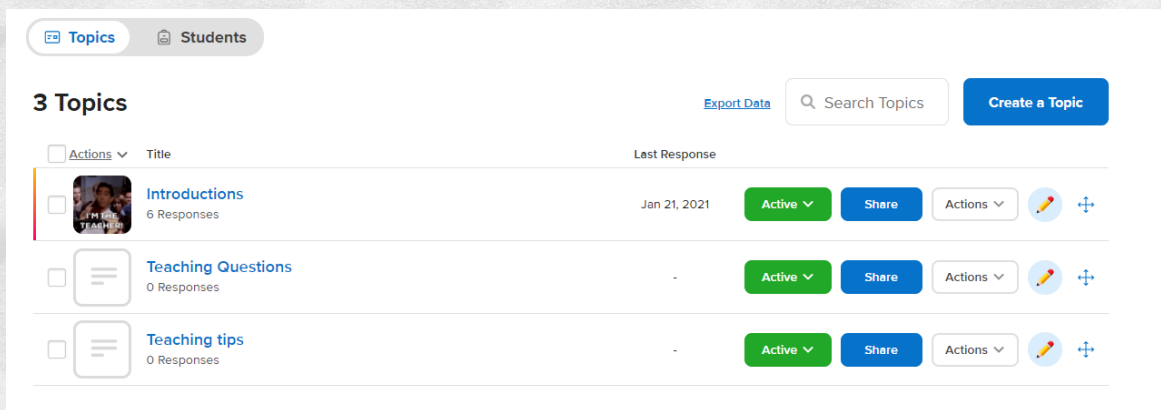 Topics Students
3 Topics Export Data Search Topics Create a Topic
Actions Title Last Response
Introductions
6 Responses
I'M THE TEACHER!
Jan 21, 2021 Active Share Actions
Teaching Questions
0 Responses
- Active Share Actions
Teaching tips
0 Responses
- Active Share Actions